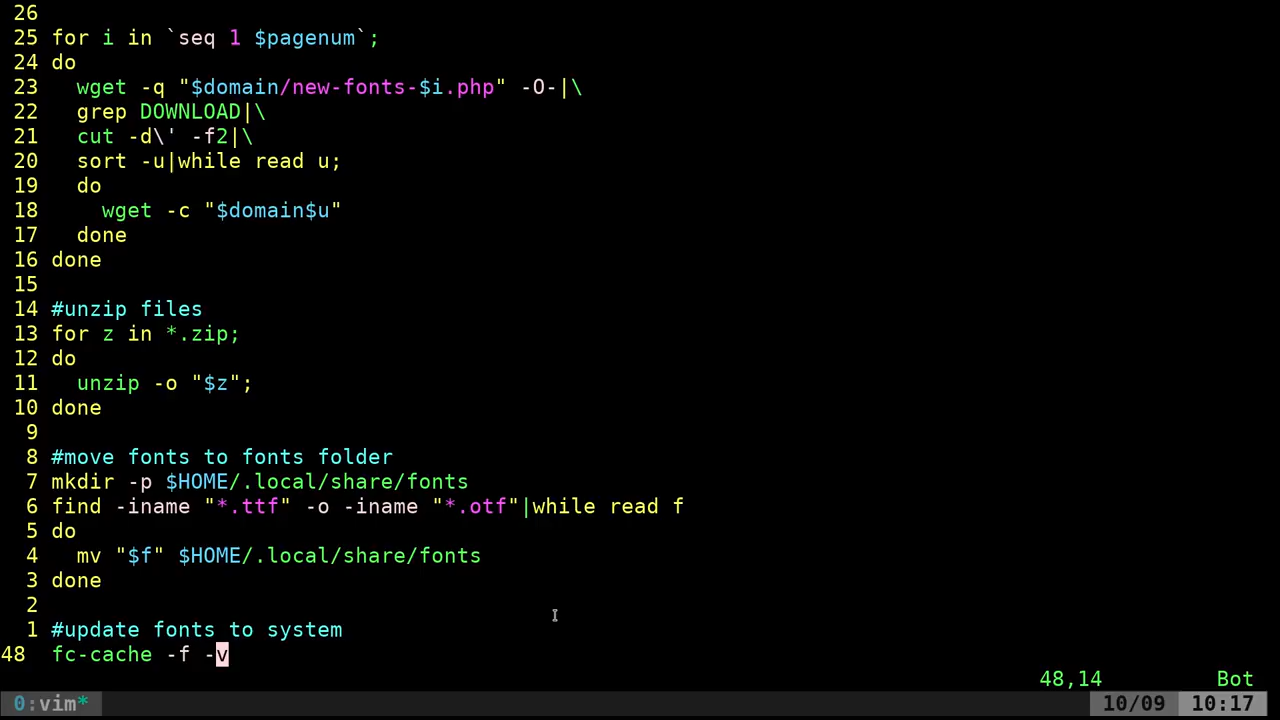 26
25 for i in `seq 1 $pagenum`;
24 do
23   wget -q "$domain/new-fonts-$i.php" -O-|\
22   grep DOWNLOAD|\
21   cut -d\' -f2|\
20   sort -u|while read u;
19   do
18     wget -c "$domain$u"
17   done
16 done
15
14 #unzip files
13 for z in *.zip;
12 do
11   unzip -o "$z";
10 done
9
8 #move fonts to fonts folder
7 mkdir -p $HOME/.local/share/fonts
6 find -iname "*.ttf" -o -iname "*.otf"|while read f
5 do
4   mv "$f" $HOME/.local/share/fonts
3 done
2
1 #update fonts to system
48  fc-cache -f -v
48,14 Bot
0:vim* 10/09 10:17